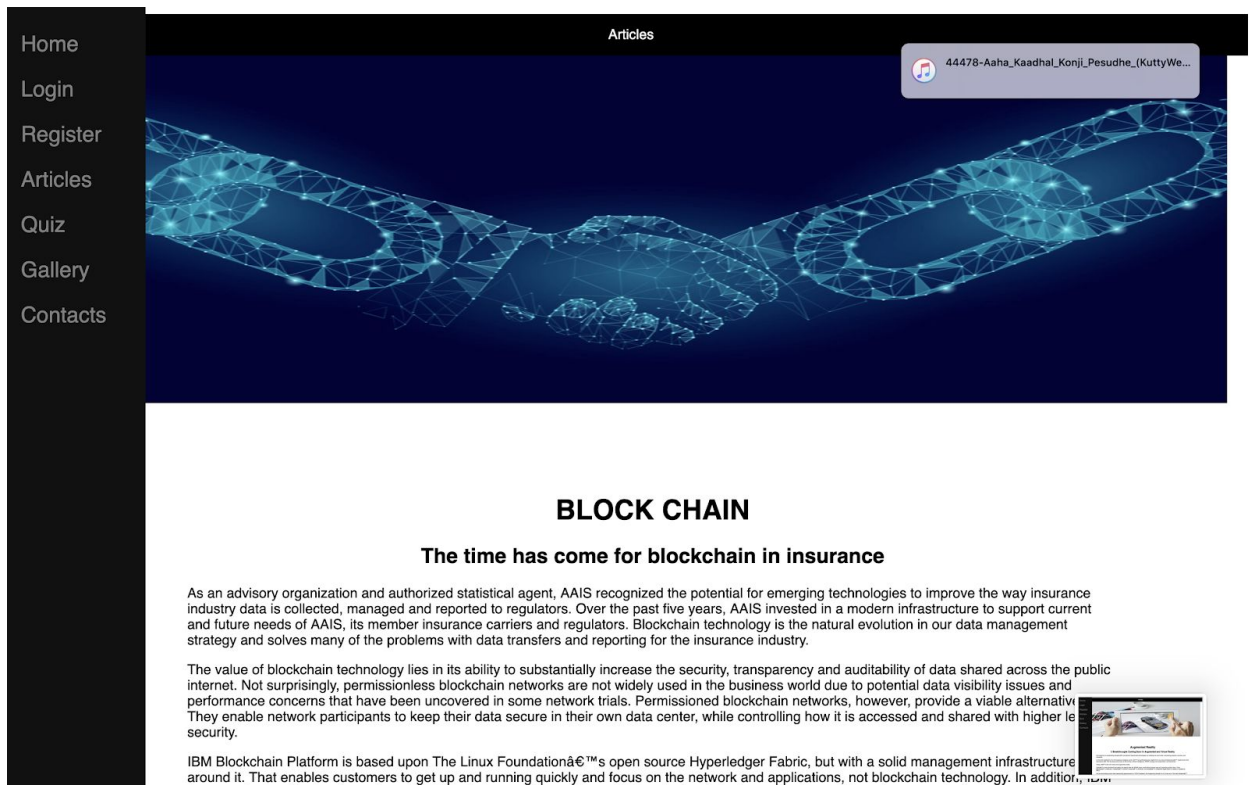 Home
Login
Register
Articles
Quiz
Gallery
Contacts
Articles
44478-Aaha_Kaadhal_Konji_Pesudhe_(KuttyWe...
BLOCK CHAIN
The time has come for blockchain in insurance
As an advisory organization and authorized statistical agent, AAIS recognized the potential for emerging technologies to improve the way insurance
industry data is collected, managed and reported to regulators. Over the past five years, AAIS invested in a modern infrastructure to support current
and future needs of AAIS, its member insurance carriers and regulators. Blockchain technology is the natural evolution in our data management
strategy and solves many of the problems with data transfers and reporting for the insurance industry.
The value of blockchain technology lies in its ability to substantially increase the security, transparency and auditability of data shared across the public
internet. Not surprisingly, permissionless blockchain networks are not widely used in the business world due to potential data visibility issues and
performance concerns that have been uncovered in some network trials. Permissioned blockchain networks, however, provide a viable alternative
They enable network participants to keep their data secure in their own data center, while controlling how it is accessed and shared with higher le
security.
IBM Blockchain Platform is based upon The Linux Foundationâ€™s open source Hyperledger Fabric, but with a solid management infrastructure
around it. That enables customers to get up and running quickly and focus on the network and applications, not blockchain technology. In addition, IBM
Augmented Reality